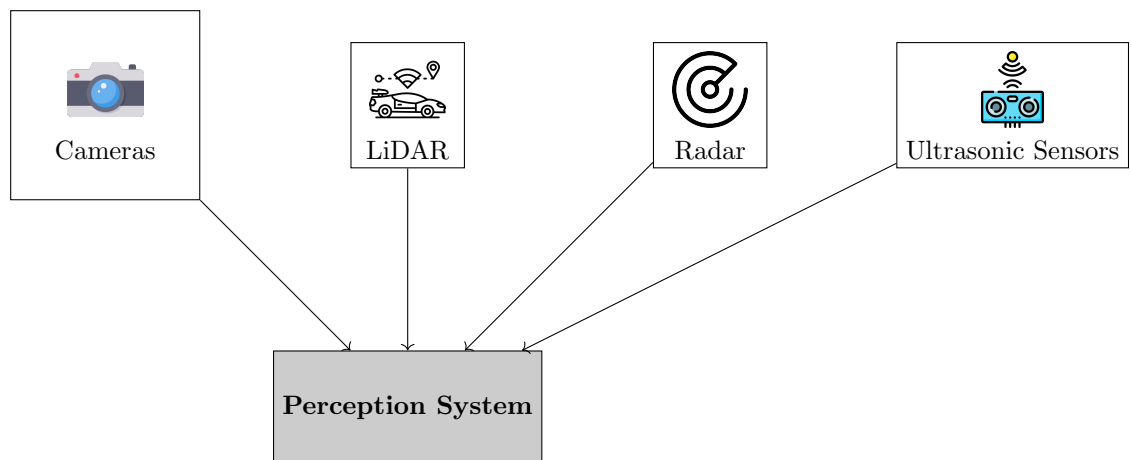 Cameras
LiDAR
Radar
Ultrasonic Sensors
Perception System